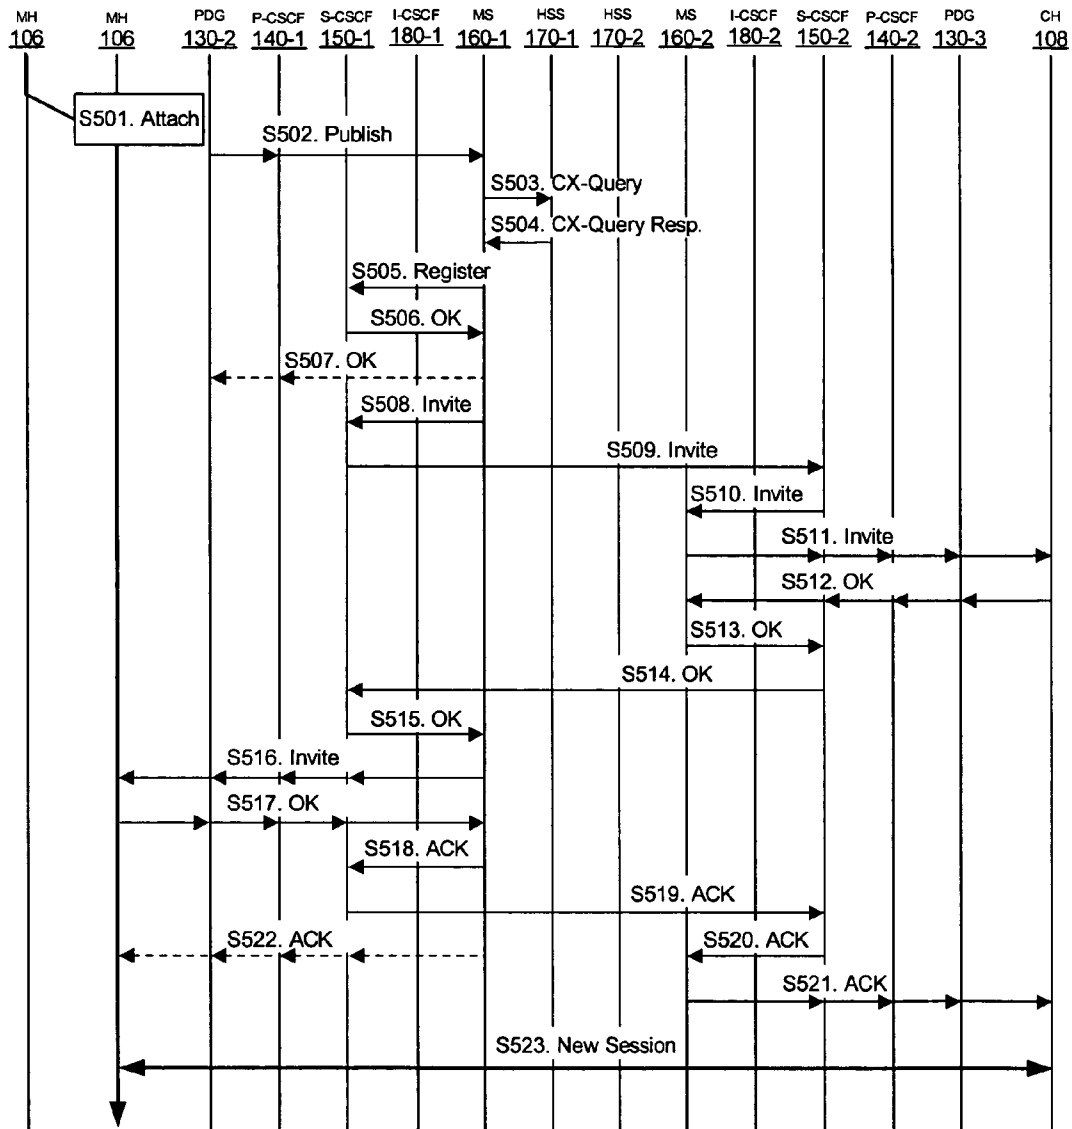 MH MH PDG P-CSCF S-CSCF I-CSCF MS HSS HSS MS I-CSCF S-CSCF P-CSCF PDG CH
106 106 130-2 140-1 150-1 180-1 160-1 170-1 170-2 160-2 180-2 150-2 140-2 130-3 108
S501. Attach
S502. Publish
S503. CX-Query
S504. CX-Query Resp.
S505. Register
S506. OK
S507. OK
S508. Invite
S509. Invite
S510. Invite
S511. Invite
S512. OK
S513. OK
S514. OK
S515. OK
S516. Invite
S517. OK
S518. ACK
S519. ACK
S522. ACK S520. ACK
S521. ACK
S523. New Session